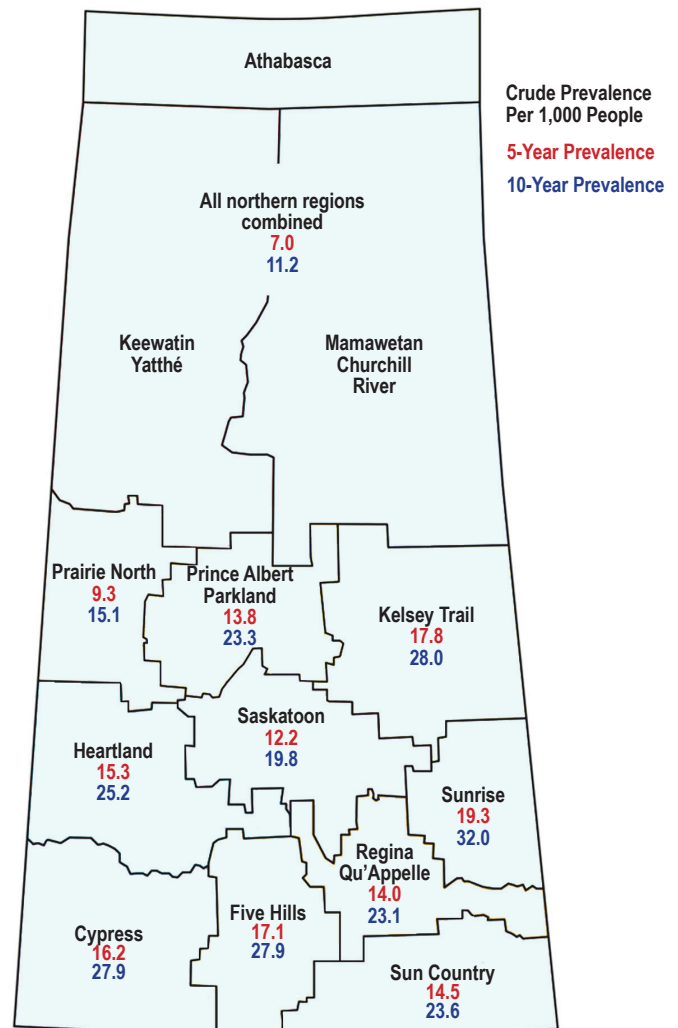 Athabasca
Crude Prevalence
Per 1,000 People
5-Year Prevalence
10-Year Prevalence
All northern regions
combined
7.0
11.2
Keewatin
Yatthé
Mamawetan
Churchill
River
Prairie North
9.3
15.1
Prince Albert
Parkland
13.8
23.3
Kelsey Trail
17.8
28.0
Saskatoon
12.2
19.8
Heartland
15.3
25.2
Sunrise
19.3
32.0
Regina
Qu’Appelle
14.0
23.1
Five Hills
17.1
27.9
Cypress
16.2
27.9
Sun Country
14.5
23.6